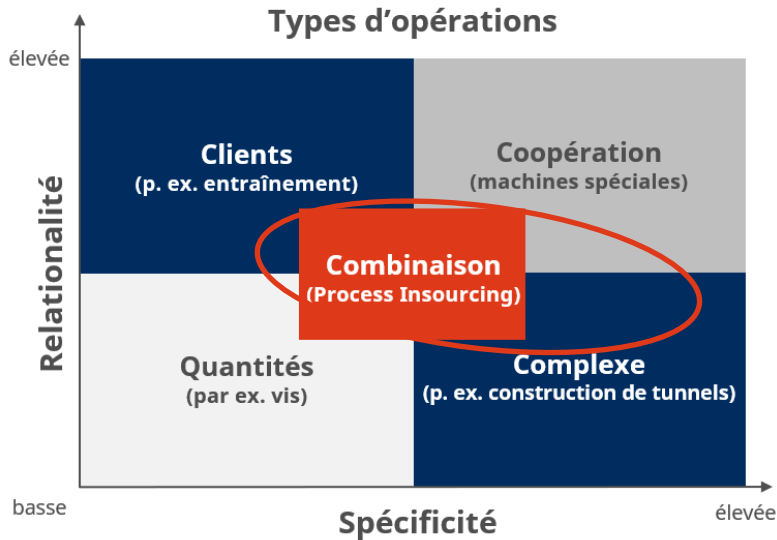 Types d’opérations
élevée
Relationalité
Clients
(p. ex. entraînement)
Coopération
(machines spéciales)
Combinaison
(Process Insourcing)
Quantités
(par ex. vis)
Complexe
(p. ex. construction de tunnels)
basse
Spécificité
élevée